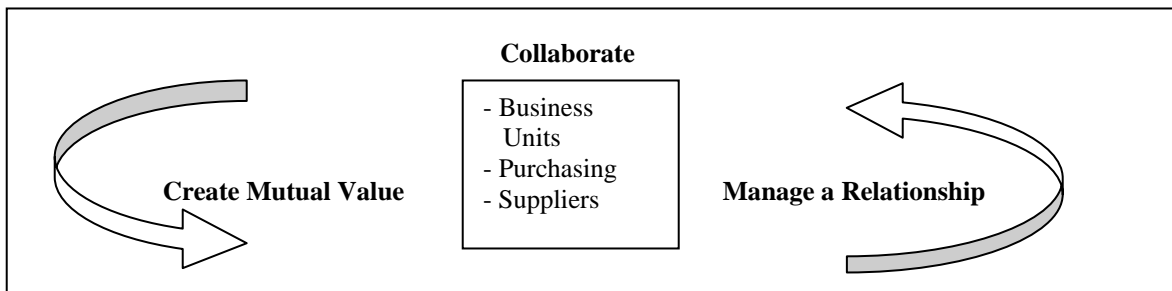 Collaborate
- Business
Units
- Purchasing
- Suppliers
Create Mutual Value
Manage a Relationship